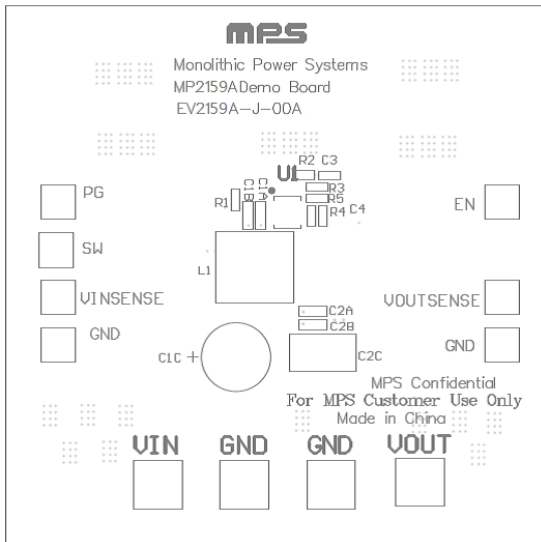 mps
Monolithic Power Systems
MP2159ADemo Board
EV2159A-J-00A
R2 C3
U1
R3
R5
R4
C4
C1B
C1A
R1
PG
EN
SW
L1
VINSENSE
VOUTSENSE
GND
GND
C2A
C2B
C1C +
C2C
MPS Confidential
For MPS Customer Use Only
Made in China
VIN GND GND VOUT